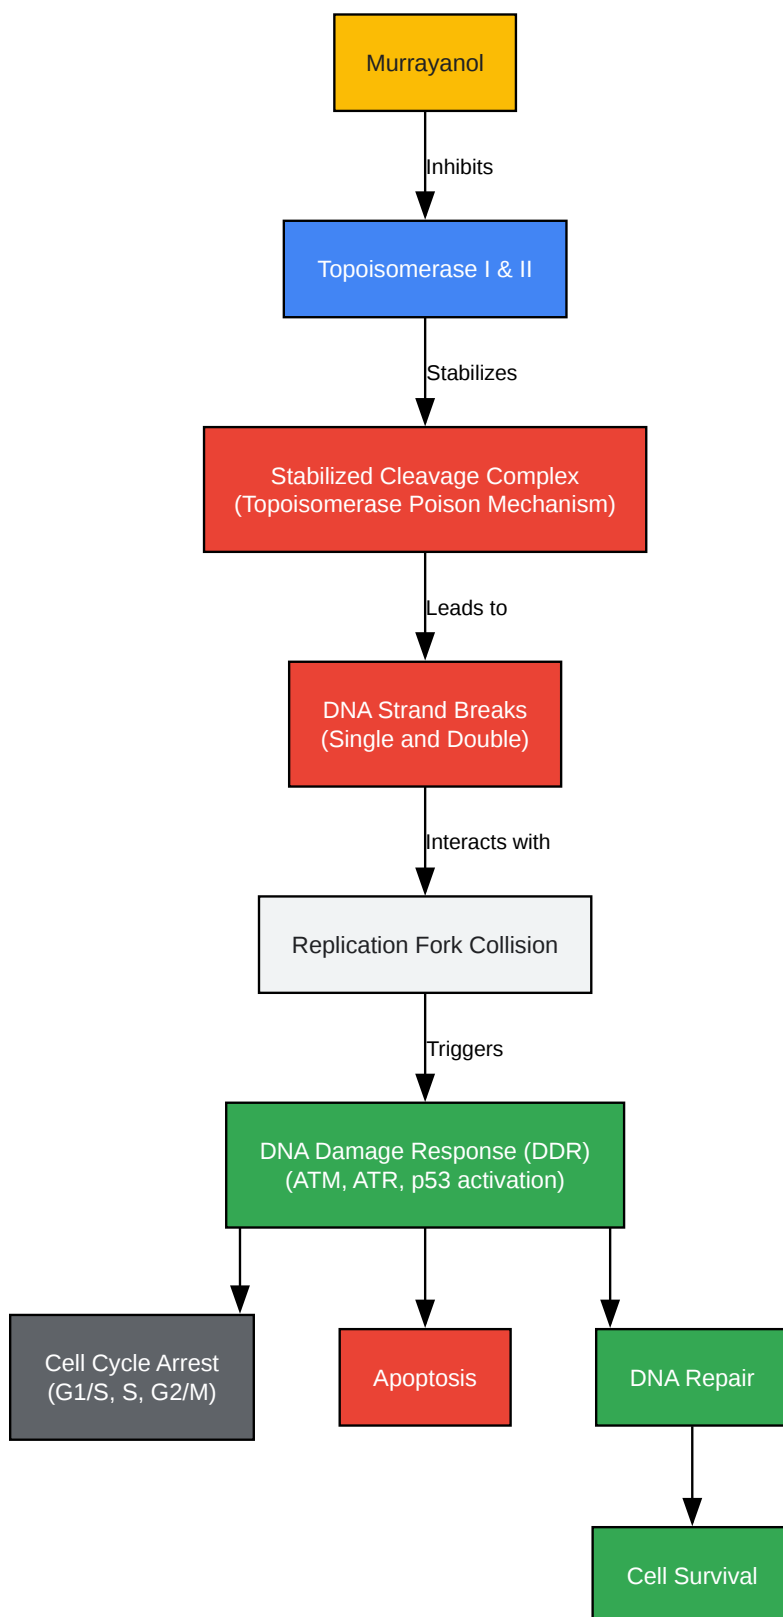 Murrayanol
Inhibits
Topoisomerase I & II
Stabilizes
Stabilized Cleavage Complex
(Topoisomerase Poison Mechanism)
Leads to
DNA Strand Breaks
(Single and Double)
Interacts with
Replication Fork Collision
Triggers
DNA Damage Response (DDR)
(ATM, ATR, p53 activation)
Cell Cycle Arrest
(G1/S, S, G2/M)
Apoptosis
DNA Repair
Cell Survival